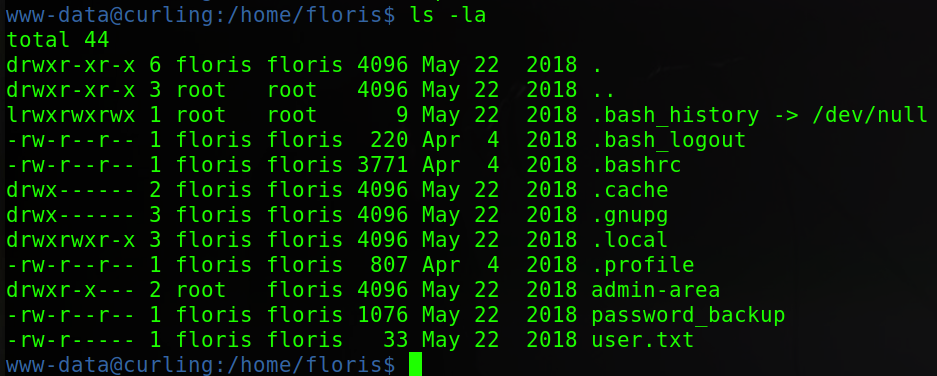 www-data@curling:/home/floris$ ls -la
total 44
drwxr-xr-x 6 floris floris 4096 May 22  2018 .
drwxr-xr-x 3 root   root   4096 May 22  2018 ..
lrwxrwxrwx 1 root   root      9 May 22  2018 .bash_history -> /dev/null
-rw-r--r-- 1 floris floris  220 Apr  4  2018 .bash_logout
-rw-r--r-- 1 floris floris 3771 Apr  4  2018 .bashrc
drwx------ 2 floris floris 4096 May 22  2018 .cache
drwx------ 3 floris floris 4096 May 22  2018 .gnupg
drwxrwxr-x 3 floris floris 4096 May 22  2018 .local
-rw-r--r-- 1 floris floris  807 Apr  4  2018 .profile
drwxr-x--- 2 root   floris 4096 May 22  2018 admin-area
-rw-r--r-- 1 floris floris 1076 May 22  2018 password_backup
-rw-r----- 1 floris floris   33 May 22  2018 user.txt
www-data@curling:/home/floris$